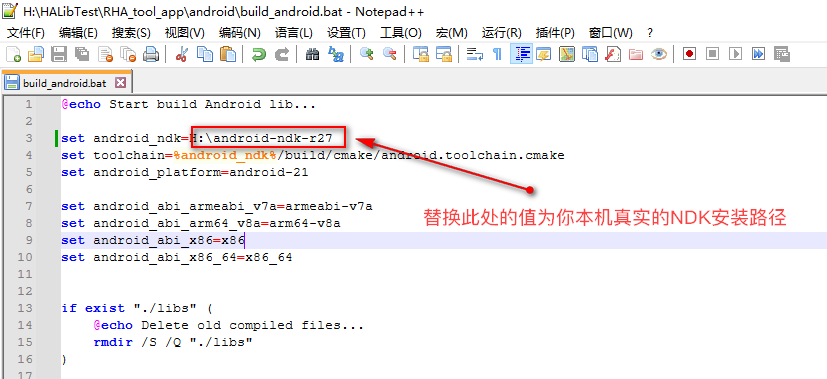 H:\HALibTest\RHA_tool_app\android\build_android.bat - Notepad++
文件(F) 编辑(E) 搜索(S) 视图(V) 编码(N) 语言(L) 设置(T) 工具(O) 宏(M) 运行(R) 插件(P) 窗口(W) ?
build_android.bat
1 @echo Start build Android lib...
2
3 set android_ndk=H:\android-ndk-r27
4 set toolchain=%android_ndk%/build/cmake/android.toolchain.cmake
5 set android_platform=android-21
6
7 set android_abi_armeabi_v7a=armeabi-v7a
替换此处的值为你本机真实的NDK安装路径
8 set android_abi_arm64_v8a=arm64-v8a
9 set android_abi_x86=x86
10 set android_abi_x86_64=x86_64
11
12
13 if exist "./libs" (
14 @echo Delete old compiled files...
15 rmdir /S /Q "./libs"
16 )
17